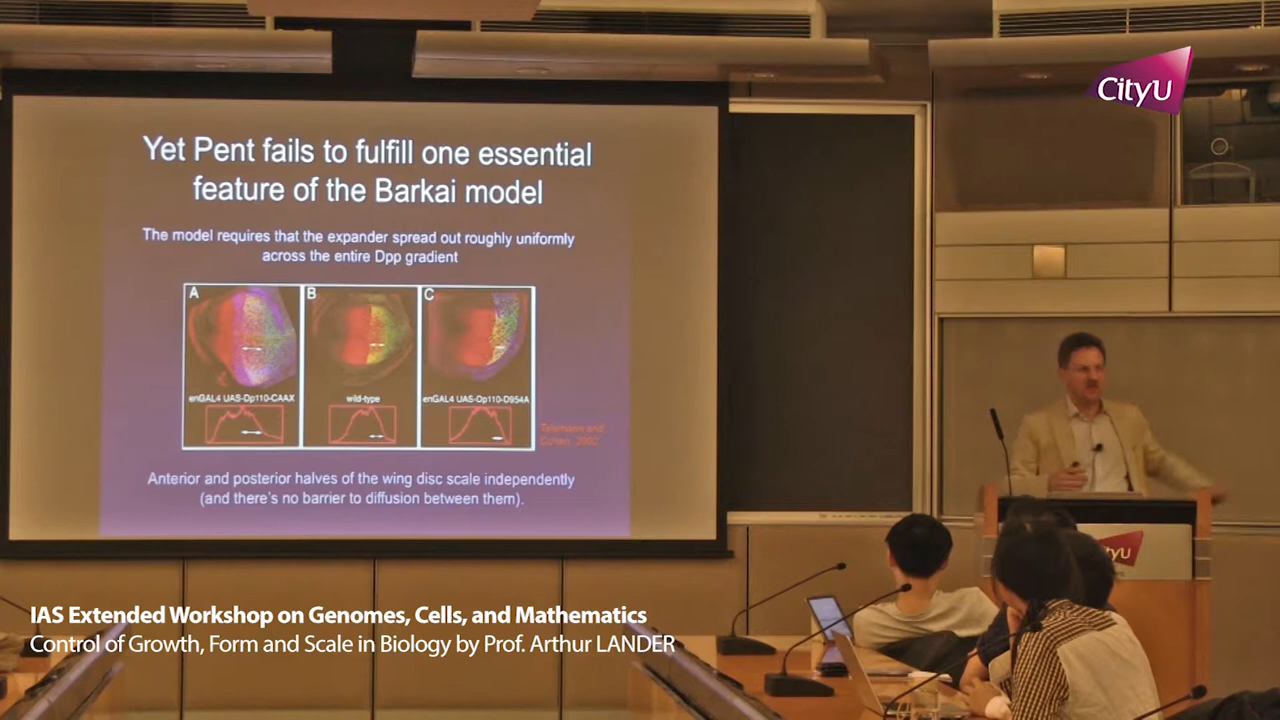 CityU
Yet Pent fails to fulfill one essential
feature of the Barkai model
The model requires that the expander spread out roughly uniformly
across the entire Dpp gradient
A
B
C
enGAL4 UAS-Dp110-CAAX
wild-type
enGAL4 UAS-Dp110-D954A
Teleman and
Cohen, 2000
Anterior and posterior halves of the wing disc scale independently
(and there's no barrier to diffusion between them).
CityU
IAS Extended Workshop on Genomes, Cells, and Mathematics
Control of Growth, Form and Scale in Biology by Prof. Arthur LANDER